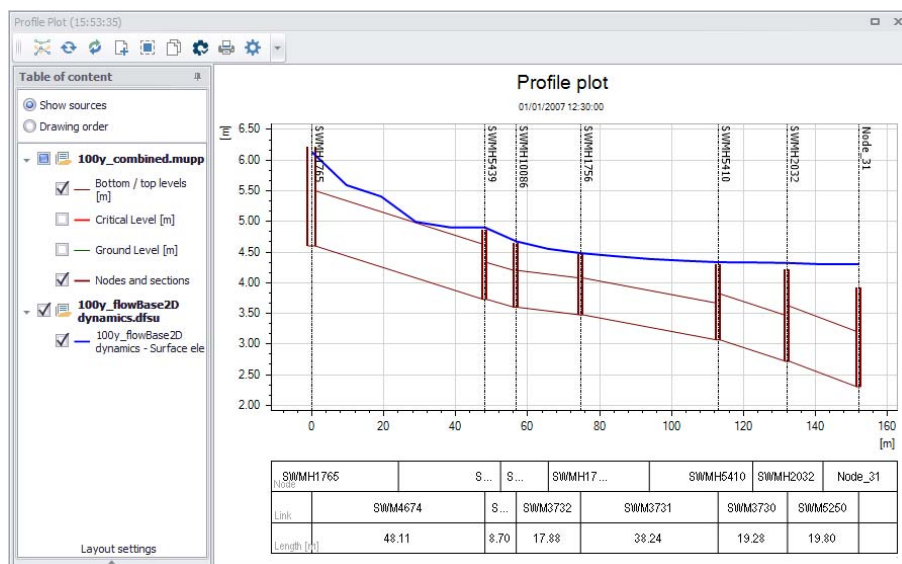 Profile Plot (15:53:35)
Table of content
Show sources
Drawing order
100y_combined.mupp
Bottom / top levels
[m]
Critical Level [m]
Ground Level [m]
Nodes and sections
100y_flowBase2D
dynamics.dfsu
100y_flowBase2D
dynamics - Surface ele
Layout settings
Profile plot
01/01/2007 12:30:00
[m]
6.50
6.00
5.50
5.00
4.50
4.00
3.50
3.00
2.50
2.00
SWMH1765
SWMH5439
SWMH10086
SWMH1756
SWMH5410
SWMH2032
Node_31
0 20 40 60 80 100 120 140 160
[m]
Node SWMH1765 S... S... SWMH17... SWMH5410 SWMH2032 Node_31
Link SWM4674 S... SWM3732 SWM3731 SWM3730 SWM5250
Length [m] 48.11 8.70 17.88 38.24 19.28 19.80